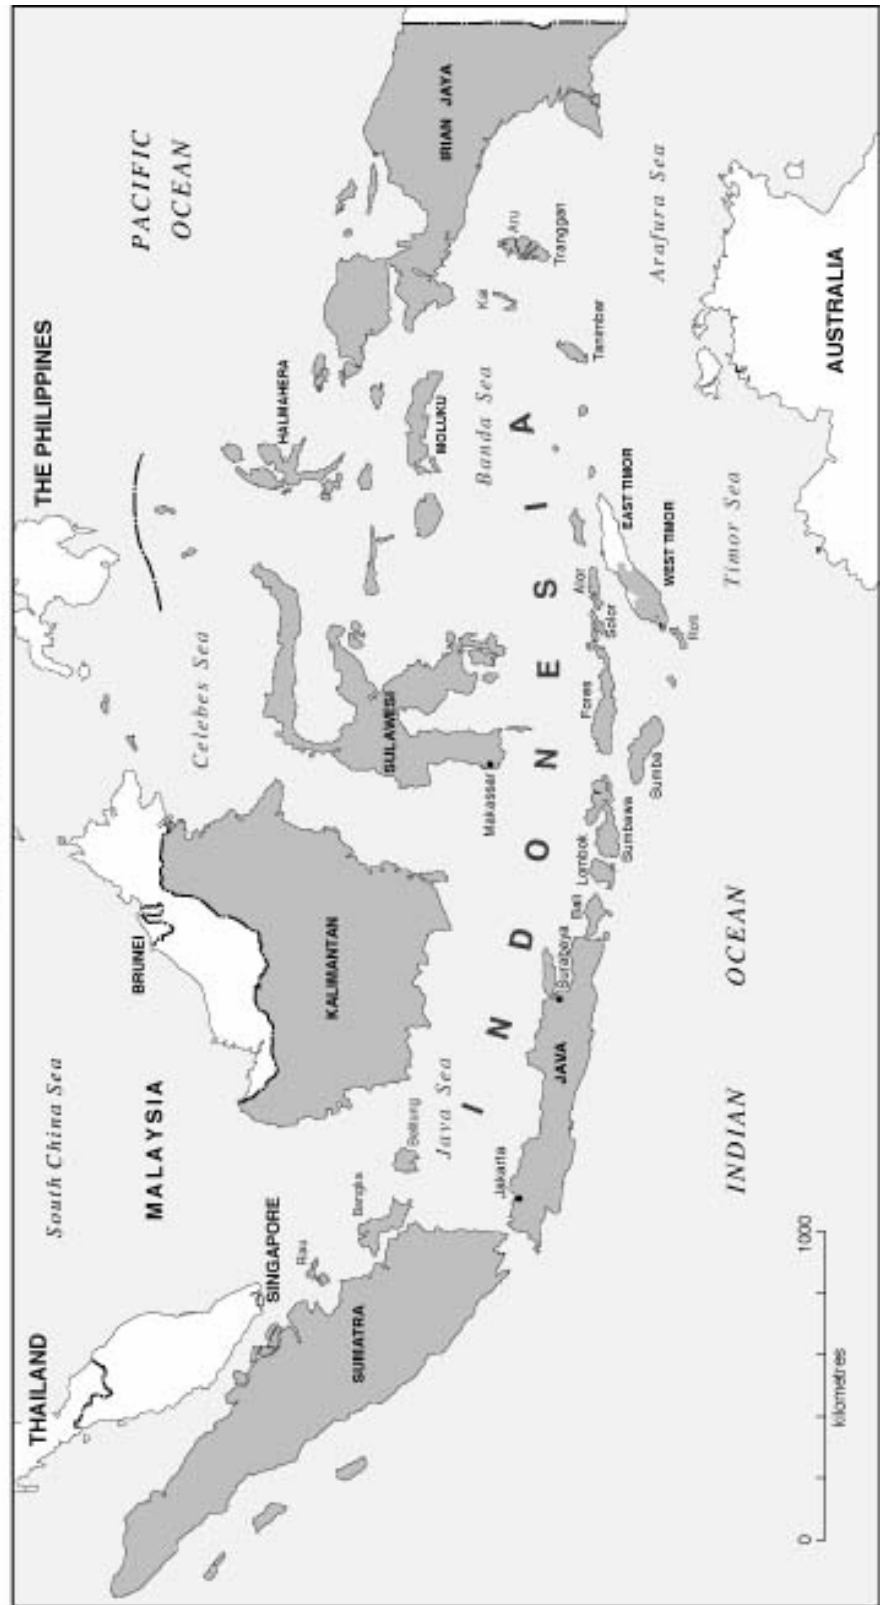 THAILAND
South China Sea
MALAYSIA
BRUNEI
THE PHILIPPINES
PACIFIC
OCEAN
SINGAPORE
Riau
Celebes Sea
HALMAHERA
SUMATRA
Bangka
Belitung
KALIMANTAN
SULAWESI
MOLUKU
IRIAN JAYA
Java Sea
Makassar
Banda Sea
Kai
Aru
Tranggan
INDONESIA
Jakarta
JAVA
Surabaya
Bali
Lombok
Sumbawa
Flores
Sumba
Solor
Alor
Roti
WEST TIMOR
EAST TIMOR
Tanimbar
Arafura Sea
Timor Sea
INDIAN
OCEAN
AUSTRALIA
0
1000
kilometres